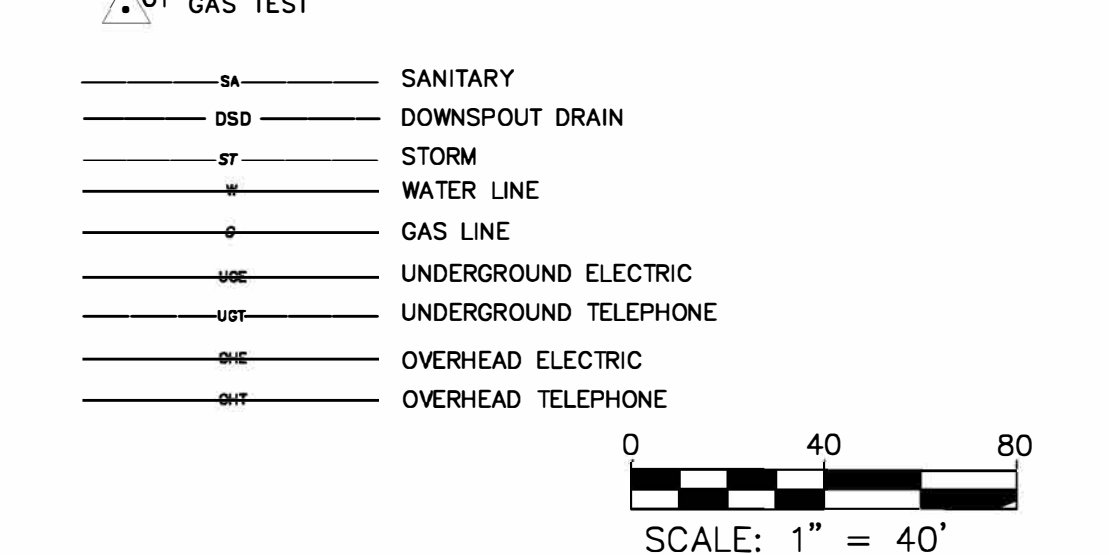 GAS TEST
SA SANITARY
DSD DOWNSPOUT DRAIN
ST STORM
W WATER LINE
G GAS LINE
UGE UNDERGROUND ELECTRIC
UGT UNDERGROUND TELEPHONE
OHE OVERHEAD ELECTRIC
OHT OVERHEAD TELEPHONE
0 40 80
SCALE: 1" = 40'